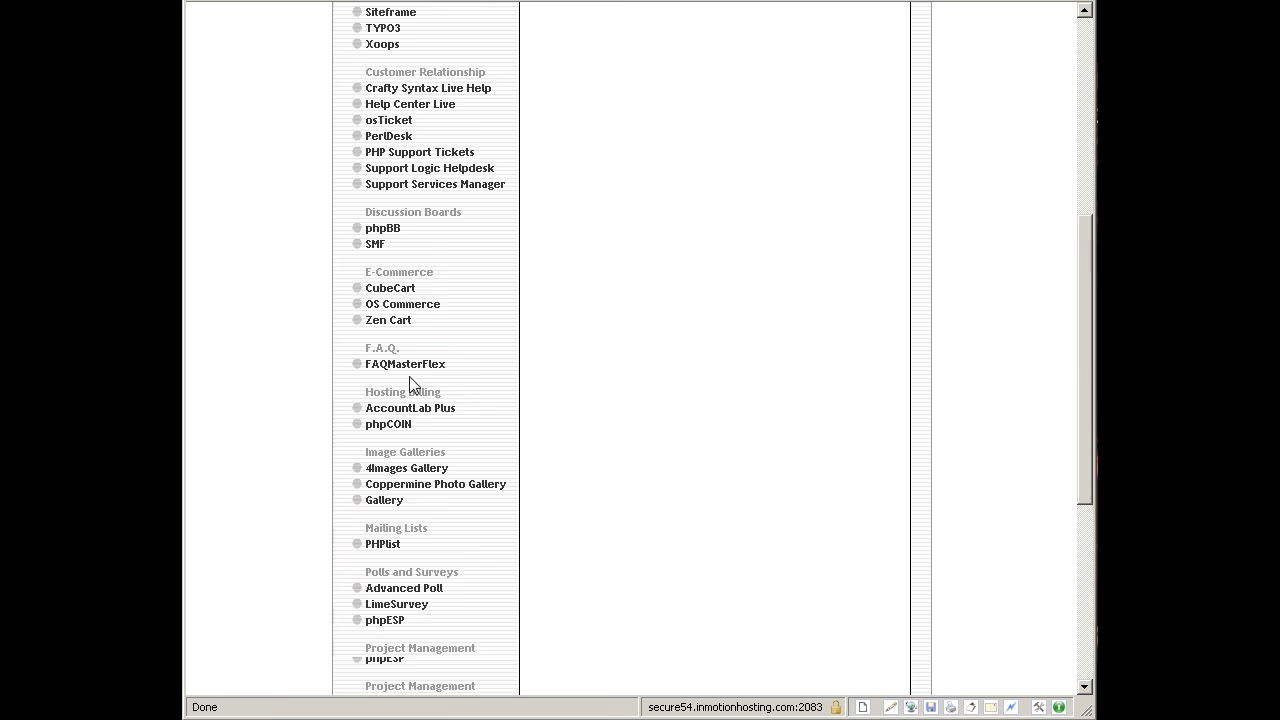 Siteframe
TYPO3
Xoops
Customer Relationship
Crafty Syntax Live Help
Help Center Live
osTicket
PerlDesk
PHP Support Tickets
Support Logic Helpdesk
Support Services Manager
Discussion Boards
phpBB
SMF
E-Commerce
CubeCart
OS Commerce
Zen Cart
F.A.Q.
FAQMasterFlex
Hosting Billing
AccountLab Plus
phpCOIN
Image Galleries
4Images Gallery
Coppermine Photo Gallery
Gallery
Mailing Lists
PHPlist
Polls and Surveys
Advanced Poll
LimeSurvey
phpESP
Project Management
phpESP
Project Management
Done
secure54.inmotionhosting.com:2083